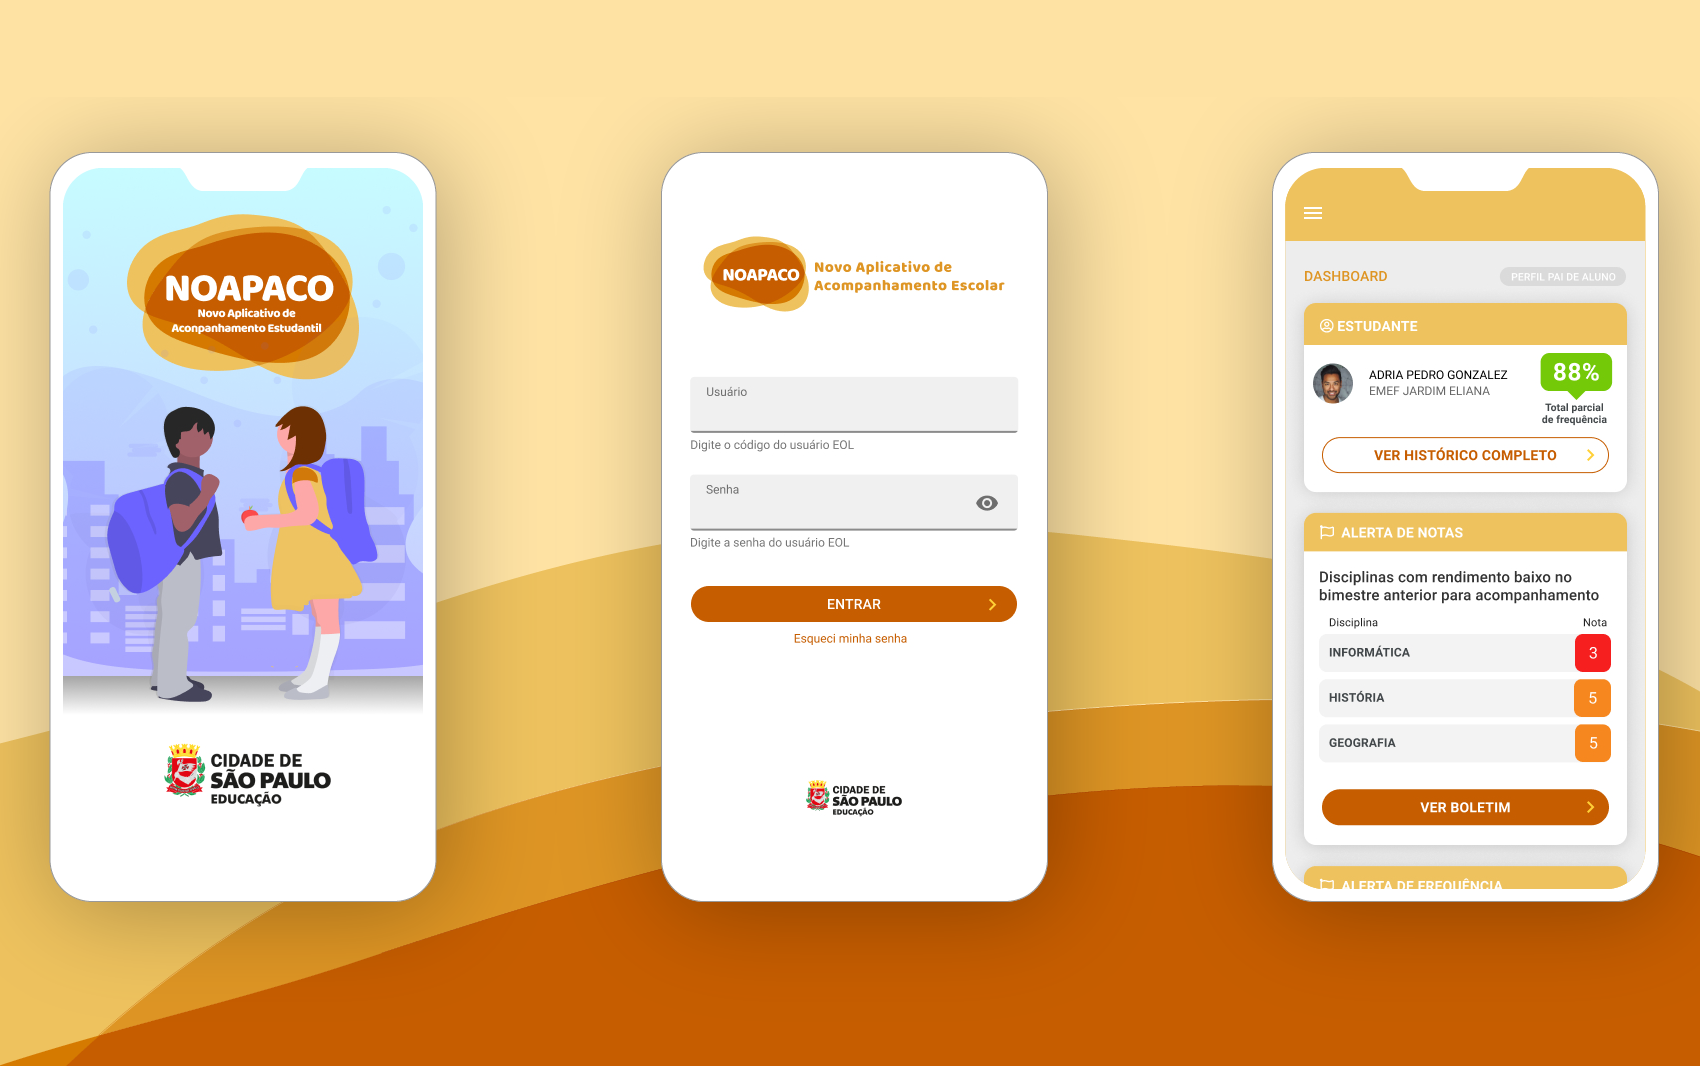 NOAPACO
Novo Aplicativo de
Aconpanhamento Estudantil
CIDADE DE
SÃO PAULO
EDUCAÇÃO
NOAPACO
Novo Aplicativo de
Acompanhamento Escolar
Usuário
Digite o código do usuário EOL
Senha
Digite a senha do usuário EOL
ENTRAR
Esqueci minha senha
CIDADE DE
SÃO PAULO
EDUCAÇÃO
DASHBOARD
PERFIL PAI DE ALUNO
ESTUDANTE
ADRIA PEDRO GONZALEZ
EMEF JARDIM ELIANA
88%
Total parcial
de frequência
VER HISTÓRICO COMPLETO
ALERTA DE NOTAS
Disciplinas com rendimento baixo no
bimestre anterior para acompanhamento
Disciplina Nota
INFORMÁTICA 3
HISTÓRIA 5
GEOGRAFIA 5
VER BOLETIM
ALERTA DE FREQUÊNCIA